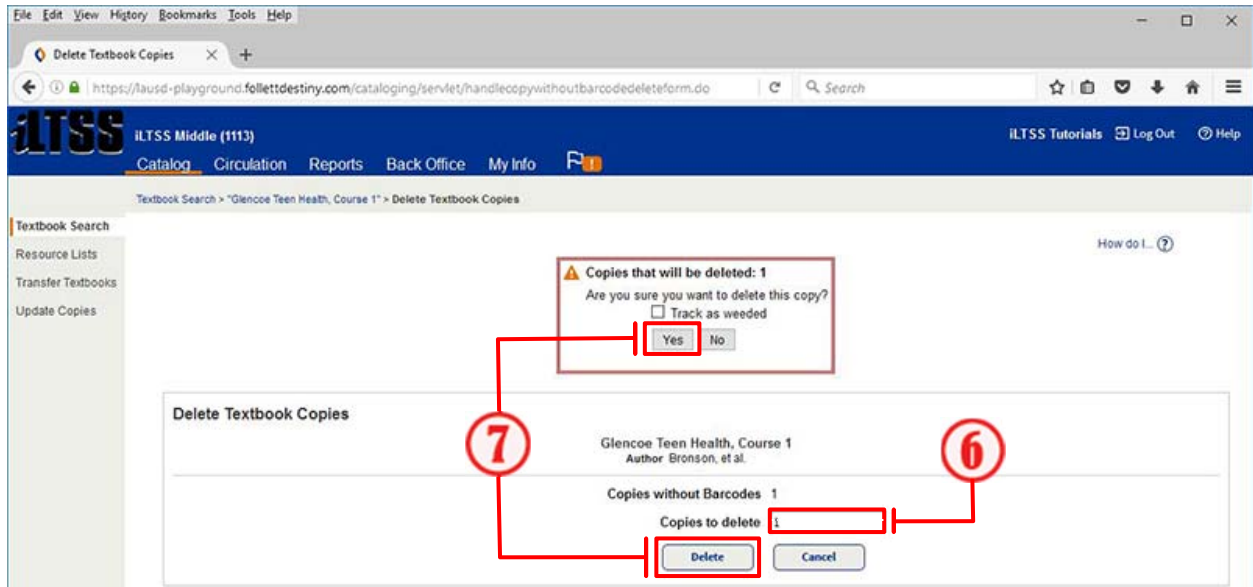 File Edit View History Bookmarks Tools Help
Delete Textbook Copies
https://lausd-playground.follettdestiny.com/cataloging/servlet/handlecopywithoutbarcodedeleteform.do Search
iLTSS iLTSS Middle (1113) iLTSS Tutorials Log Out Help
Catalog Circulation Reports Back Office My Info
Textbook Search > "Glencoe Teen Health, Course 1" > Delete Textbook Copies
Textbook Search
Resource Lists
Transfer Textbooks
Update Copies
How do I...
Copies that will be deleted: 1
Are you sure you want to delete this copy?
Track as weeded
Yes No
Delete Textbook Copies
7
6
Glencoe Teen Health, Course 1
Author Bronson, et al.
Copies without Barcodes 1
Copies to delete 1
Delete Cancel